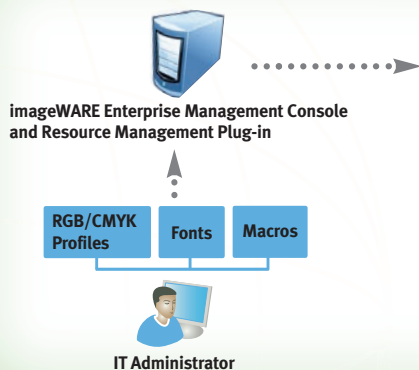 imageWARE Enterprise Management Console
and Resource Management Plug-in
RGB/CMYK
Profiles
Fonts
Macros
IT Administrator